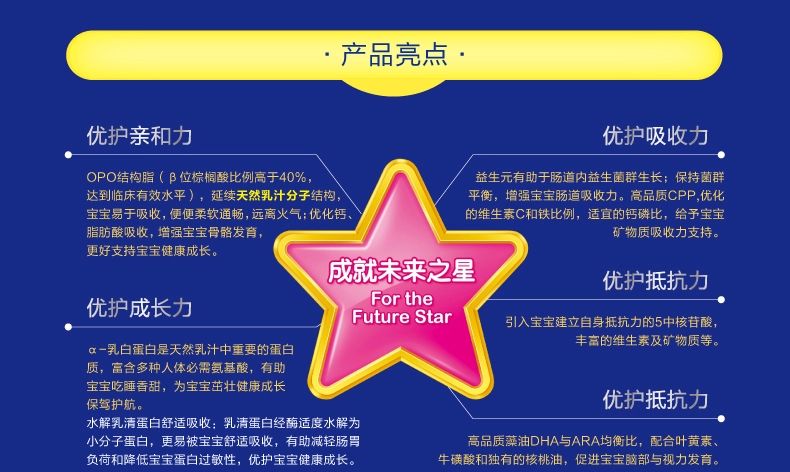 ·产品亮点·
优护亲和力
OPO结构脂（β位棕榈酸比例高于40%，
达到临床有效水平），延续天然乳汁分子结构，
宝宝易于吸收，便便柔软通畅，远离火气；优化钙、
脂肪酸吸收，增强宝宝骨骼发育，
更好支持宝宝健康成长。
优护吸收力
益生元有助于肠道内益生菌群生长；保持菌群
平衡，增强宝宝肠道吸收力。高品质CPP,优化
的维生素C和铁比例，适宜的钙磷比，给予宝宝
矿物质吸收力支持。
成就未来之星
For the
Future Star
优护成长力
α-乳白蛋白是天然乳汁中重要的蛋白
质，富含多种人体必需氨基酸，有助
宝宝吃睡香甜，为宝宝茁壮健康成长
保驾护航。
水解乳清蛋白舒适吸收；乳清蛋白经酶适度水解为
小分子蛋白，更易被宝宝舒适吸收，有助减轻肠胃
负荷和降低宝宝蛋白过敏性，优护宝宝健康成长。
优护抵抗力
引入宝宝建立自身抵抗力的5中核苷酸，
丰富的维生素及矿物质等。
优护抵抗力
高品质藻油DHA与ARA均衡比，配合叶黄素、
牛磺酸和独有的核桃油，促进宝宝脑部与视力发育。